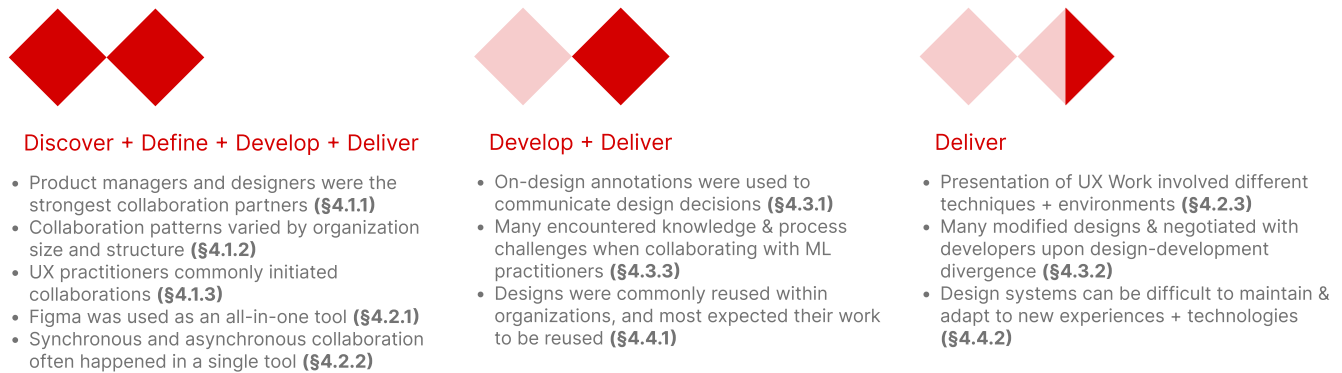 Discover + Define + Develop + Deliver
• Product managers and designers were the
strongest collaboration partners (§4.1.1)
• Collaboration patterns varied by organization
size and structure (§4.1.2)
• UX practitioners commonly initiated
collaborations (§4.1.3)
• Figma was used as an all-in-one tool (§4.2.1)
• Synchronous and asynchronous collaboration
often happened in a single tool (§4.2.2)
Develop + Deliver
• On-design annotations were used to
communicate design decisions (§4.3.1)
• Many encountered knowledge & process
challenges when collaborating with ML
practitioners (§4.3.3)
• Designs were commonly reused within
organizations, and most expected their work
to be reused (§4.4.1)
Deliver
• Presentation of UX Work involved different
techniques + environments (§4.2.3)
• Many modified designs & negotiated with
developers upon design-development
divergence (§4.3.2)
• Design systems can be difficult to maintain &
adapt to new experiences + technologies
(§4.4.2)